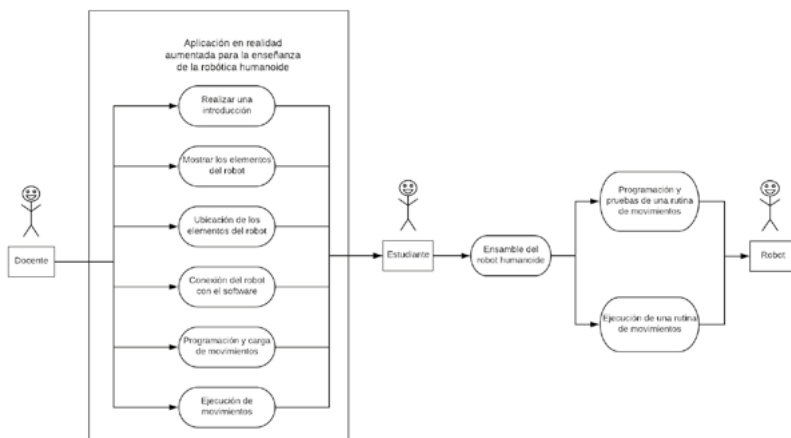 Aplicación en realidad
aumentada para la enseñanza
de la robótica humanoide
Realizar una
introducción
Mostrar los elementos
del robot
Ubicación de los
elementos del robot
Conexión del robot
con el software
Programación y carga
de movimientos
Ejecución de
movimientos
Docente
Estudiante
Ensamble del
robot humanoide
Programación y
pruebas de una rutina
de movimientos
Ejecución de una rutina
de movimientos
Robot